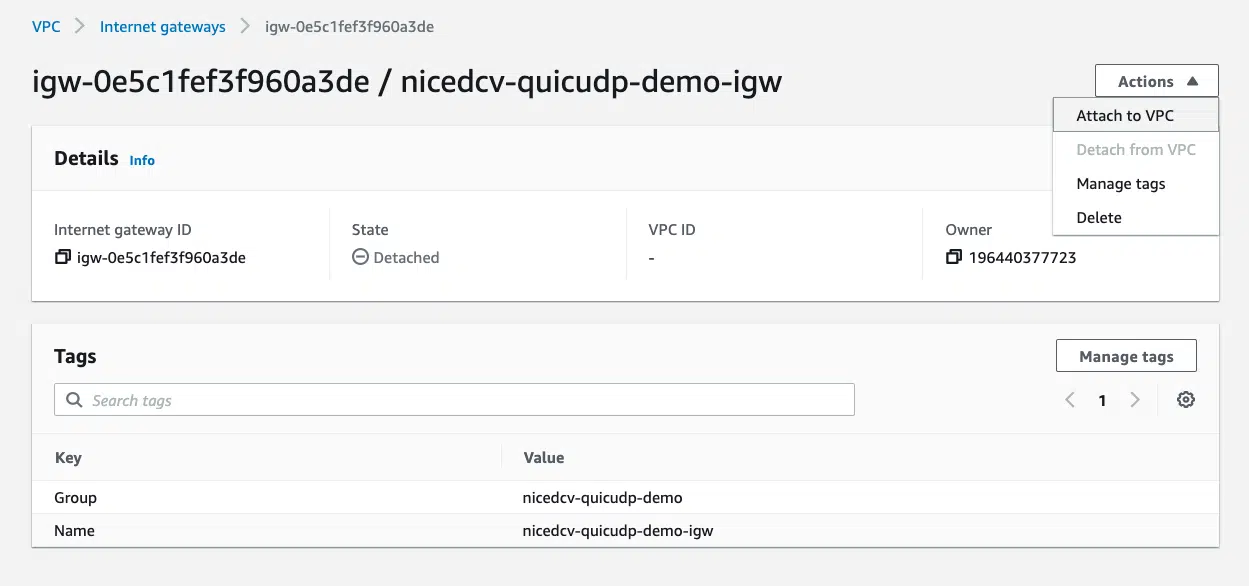 VPC > Internet gateways > igw-0e5c1fef3f960a3de
igw-0e5c1fef3f960a3de / nicedcv-quicudp-demo-igw
Actions
Attach to VPC
Detach from VPC
Manage tags
Delete
Details Info
Internet gateway ID
igw-0e5c1fef3f960a3de
State
Detached
VPC ID
-
Owner
196440377723
Tags
Manage tags
Search tags
1
Key Value
Group nicedcv-quicudp-demo
Name nicedcv-quicudp-demo-igw